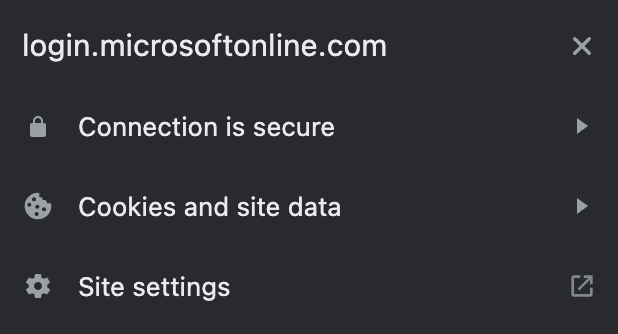 login.microsoftonline.com
Connection is secure
Cookies and site data
Site settings